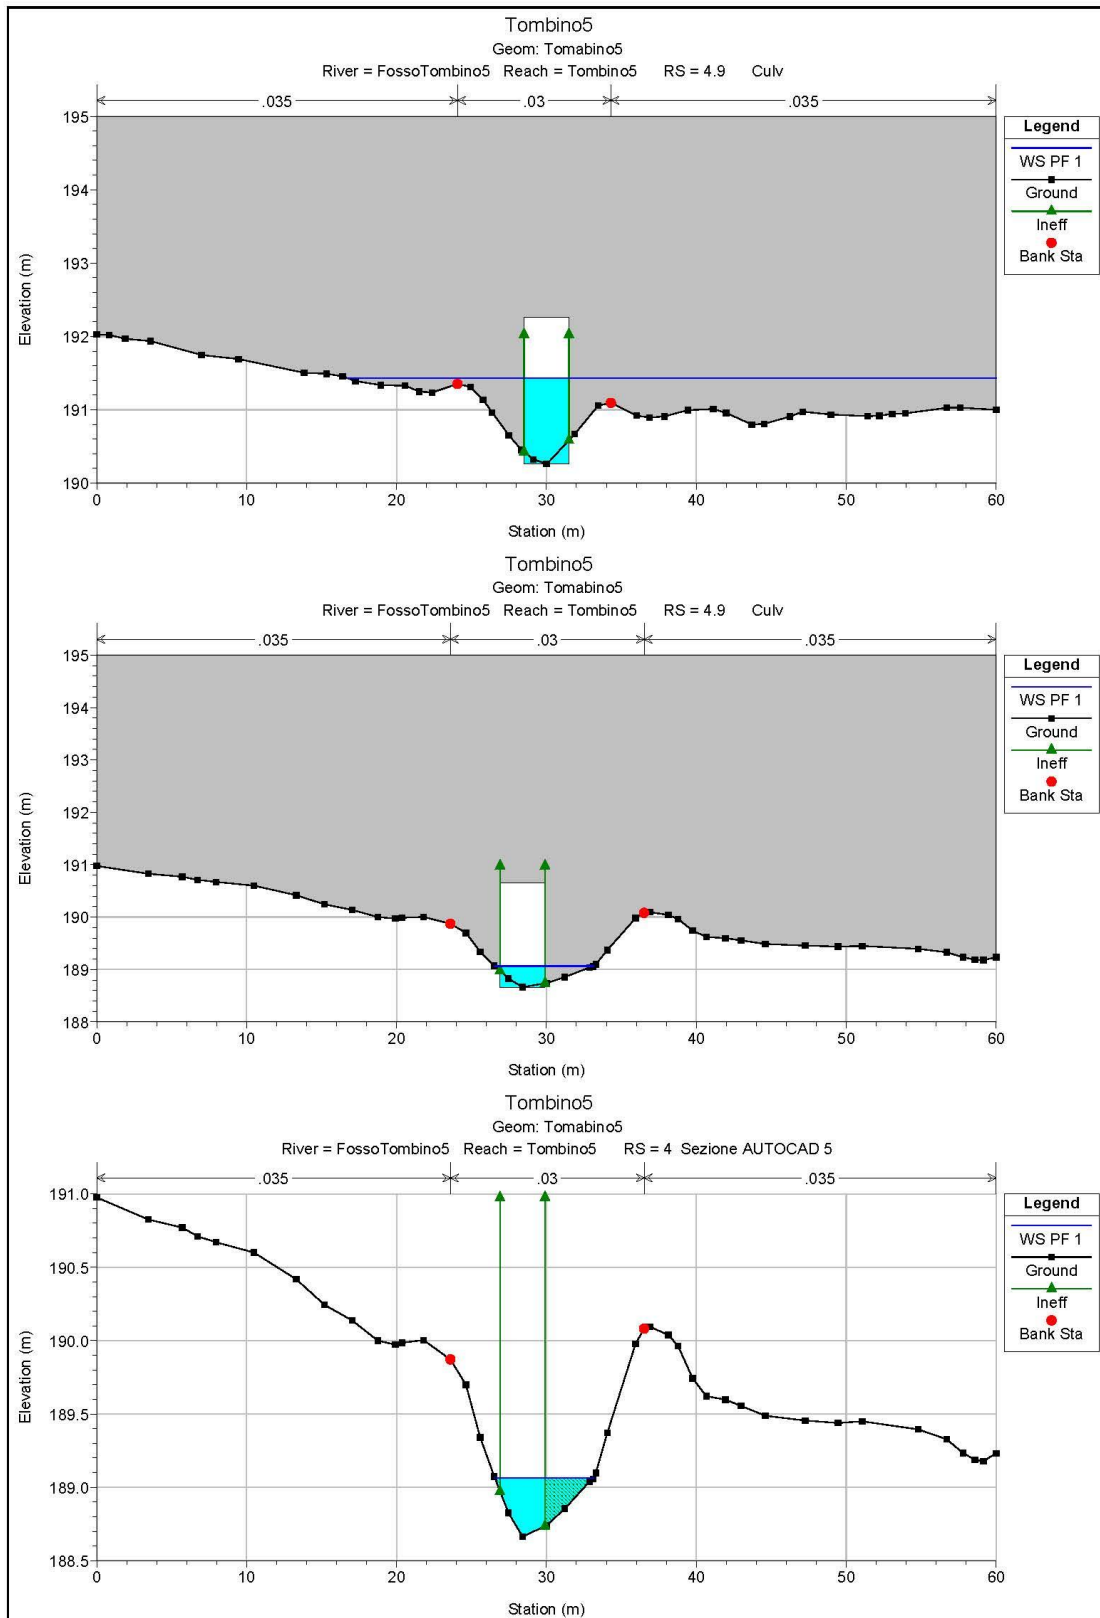 Tombino5
Geom: Tomabino5
River = FossoTombino5 Reach = Tombino5 RS = 4.9 Culv
.035 .03 .035
195
194
193
192
191
190
Elevation (m)
0 10 20 30 40 50 60
Station (m)
Legend
WS PF 1
Ground
Ineff
Bank Sta
Tombino5
Geom: Tomabino5
River = FossoTombino5 Reach = Tombino5 RS = 4.9 Culv
.035 .03 .035
195
194
193
192
191
190
189
188
Elevation (m)
0 10 20 30 40 50 60
Station (m)
Legend
WS PF 1
Ground
Ineff
Bank Sta
Tombino5
Geom: Tomabino5
River = FossoTombino5 Reach = Tombino5 RS = 4 Sezione AUTOCAD 5
.035 .03 .035
191.0
190.5
190.0
189.5
189.0
188.5
Elevation (m)
0 10 20 30 40 50 60
Station (m)
Legend
WS PF 1
Ground
Ineff
Bank Sta